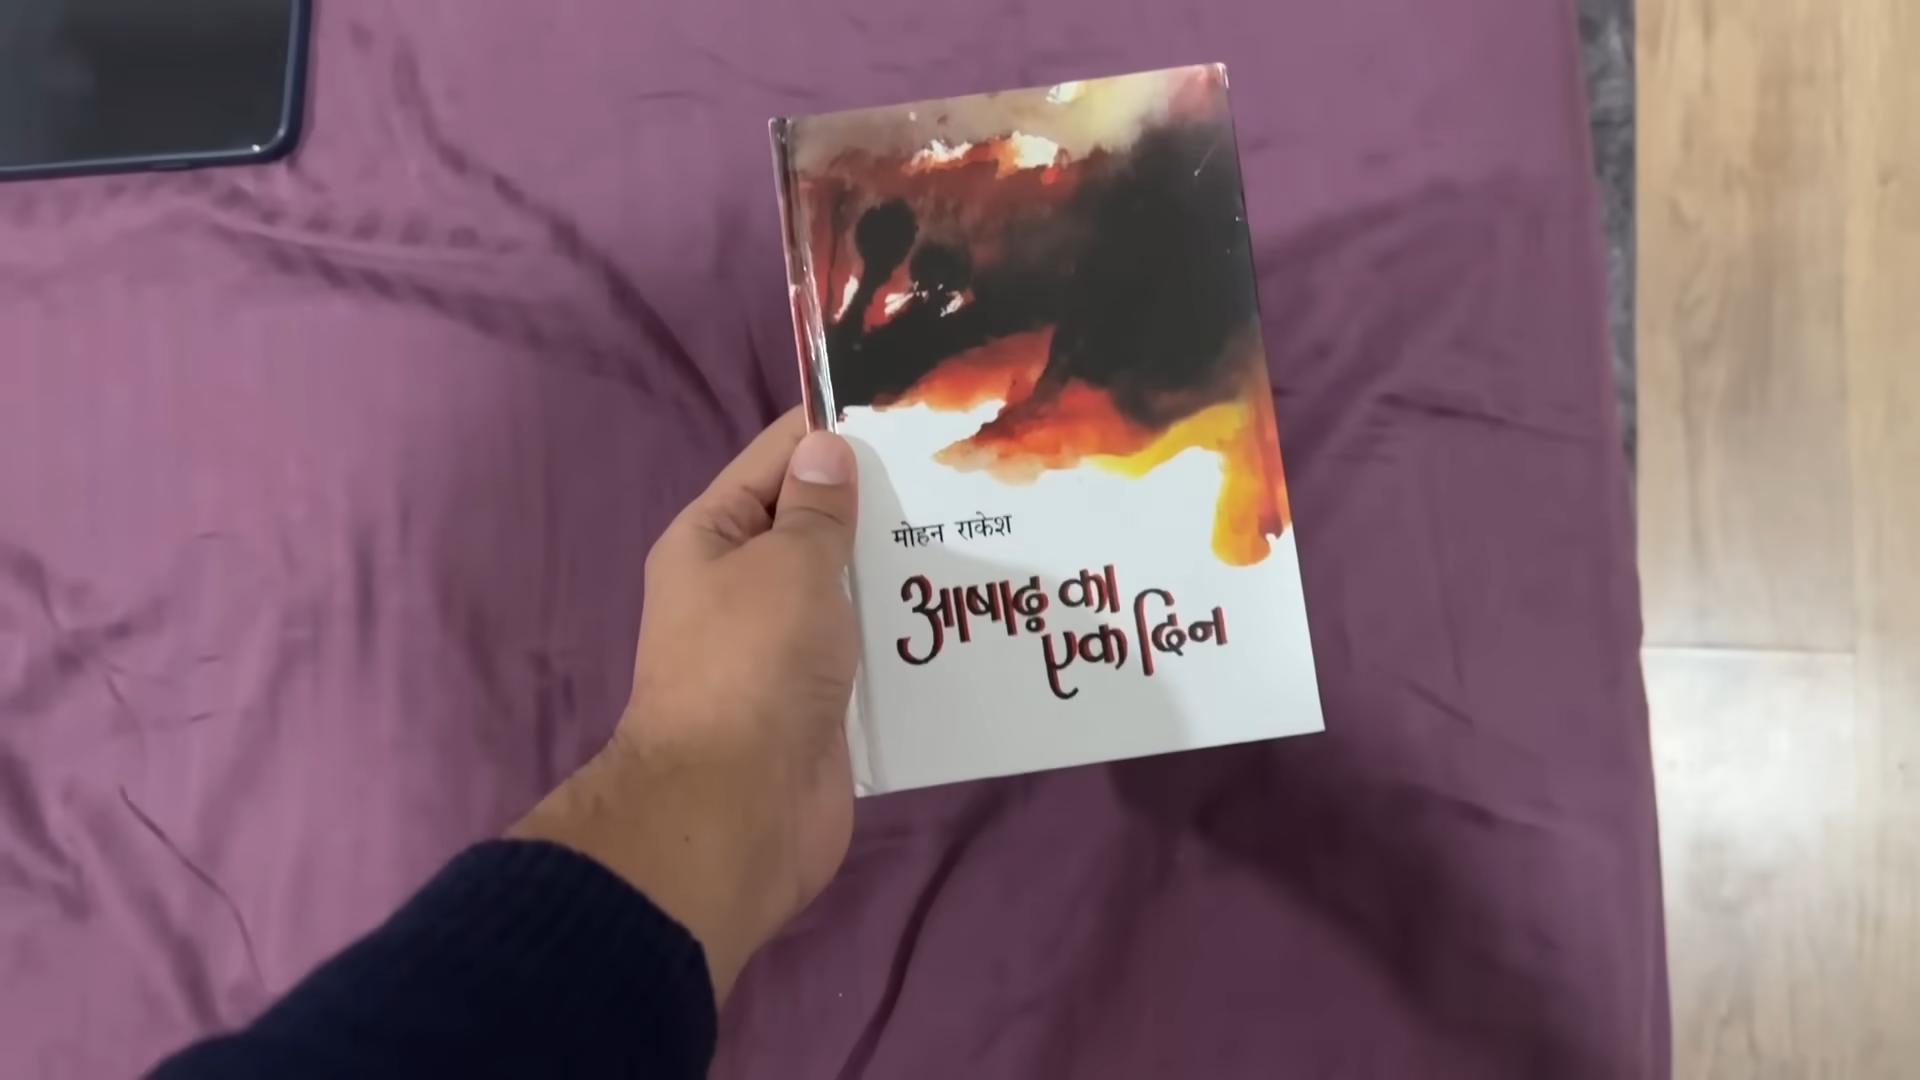 मोहन राकेश
आषाढ़ का
एक दिन